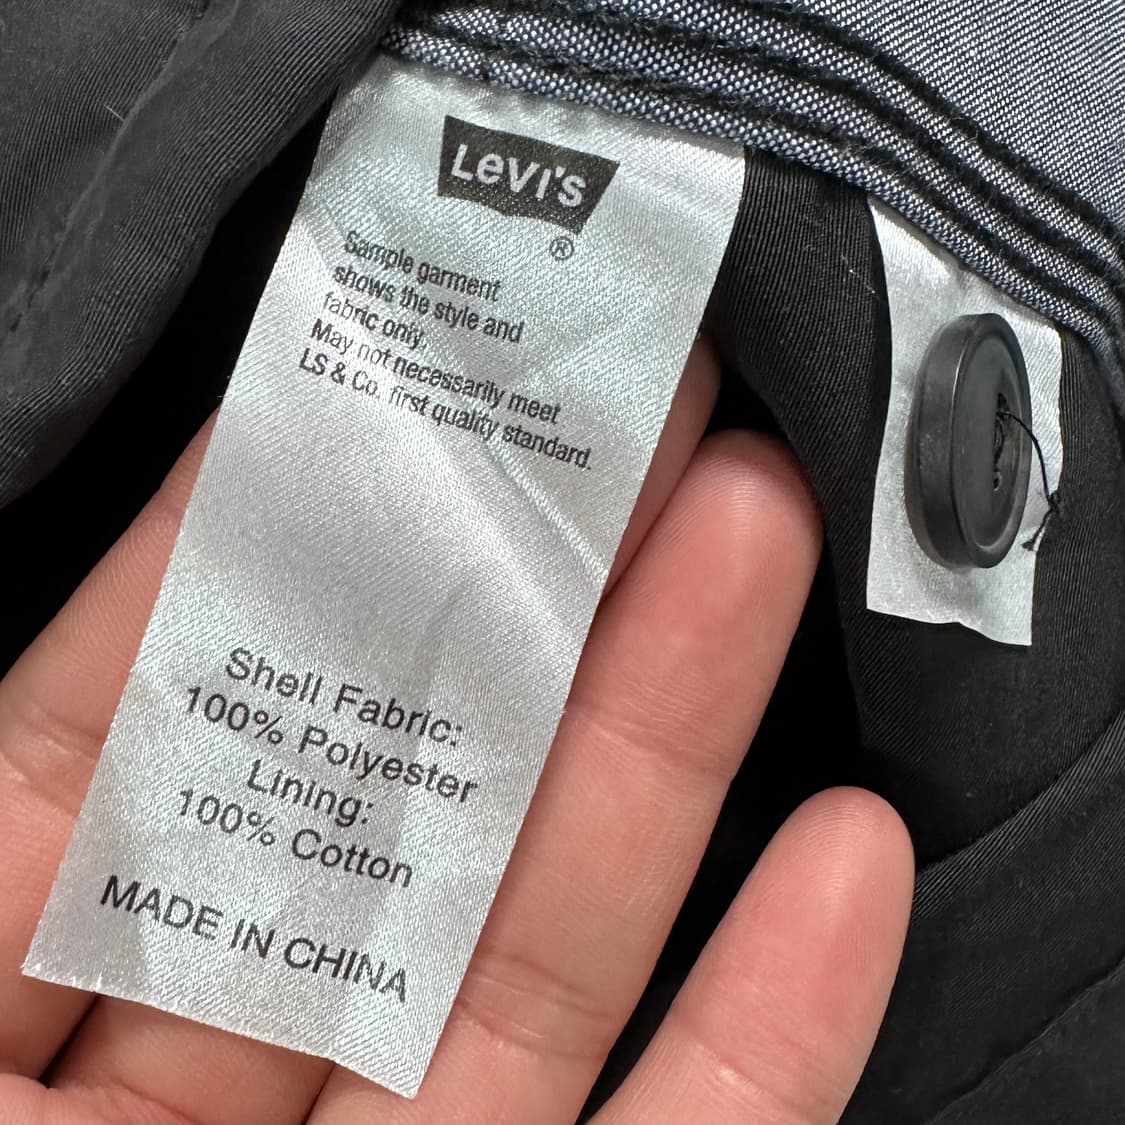 LEVI'S
®
Sample garment
shows the style and
fabric only.
May not necessarily meet
LS & Co. first quality standard.
Shell Fabric:
100% Polyester
Lining:
100% Cotton
MADE IN CHINA